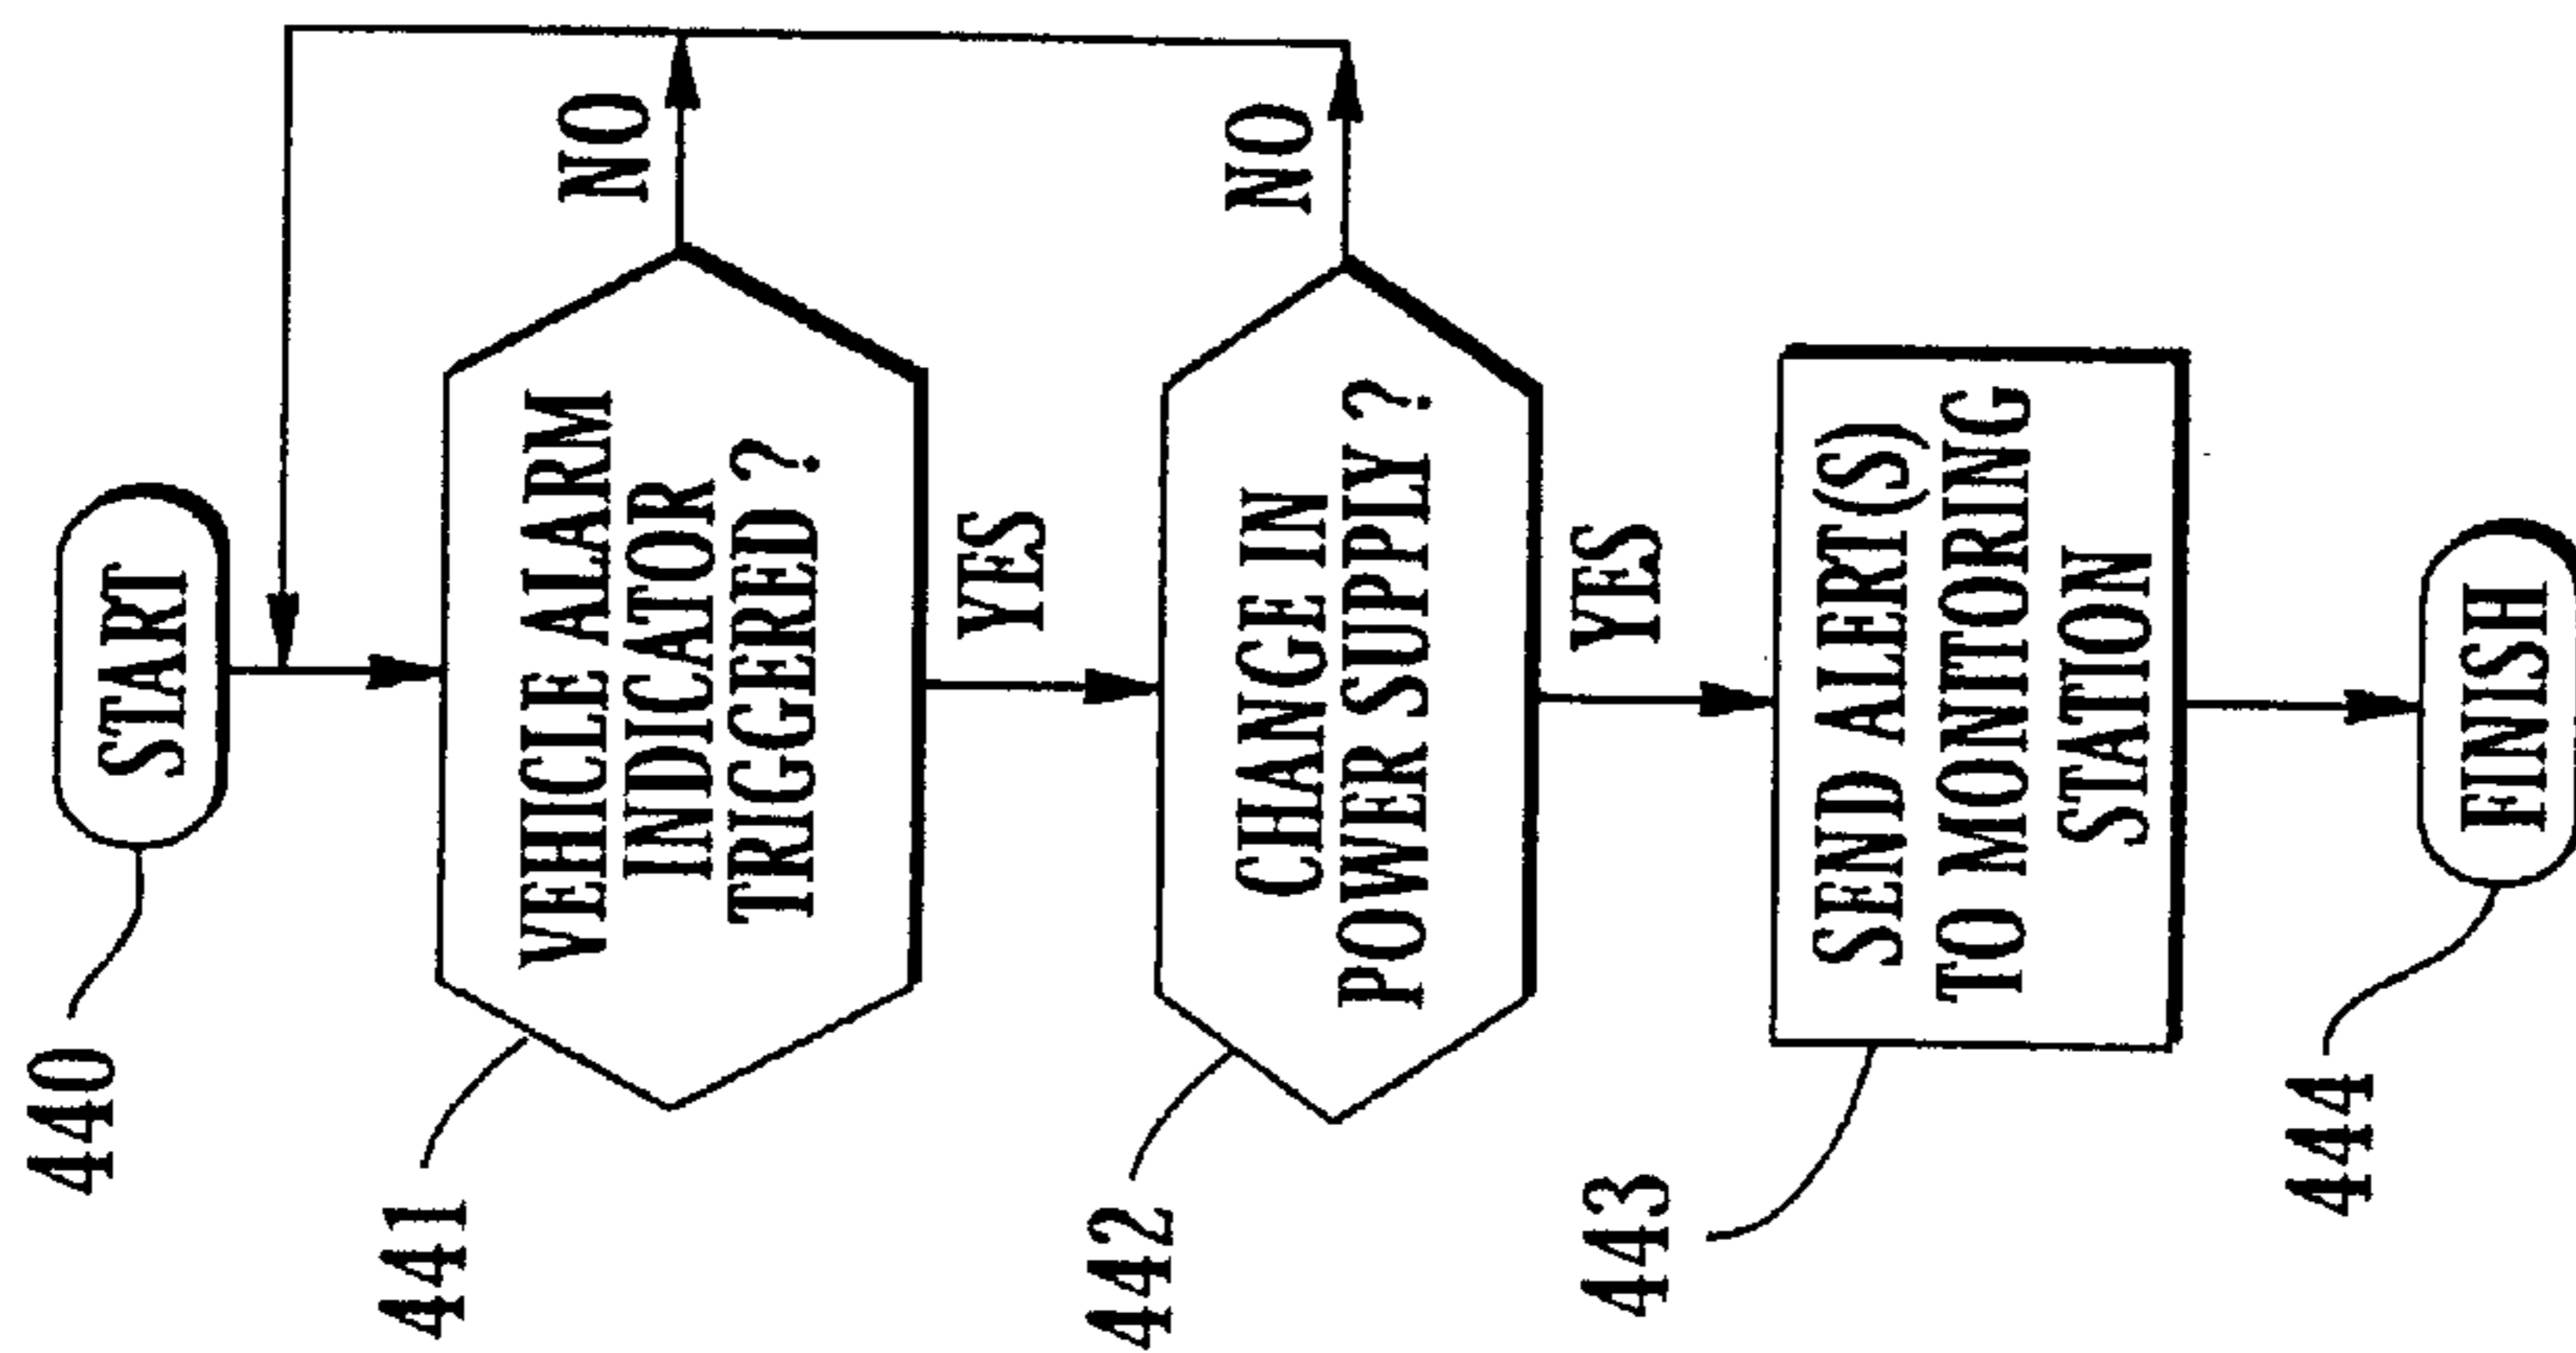 440
START
441
VEHICLE ALARM
INDICATOR
TRIGGERED ?
NO
YES
442
CHANGE IN
POWER SUPPLY ?
NO
YES
443
SEND ALERT(S)
TO MONITORING
STATION
444
FINISH